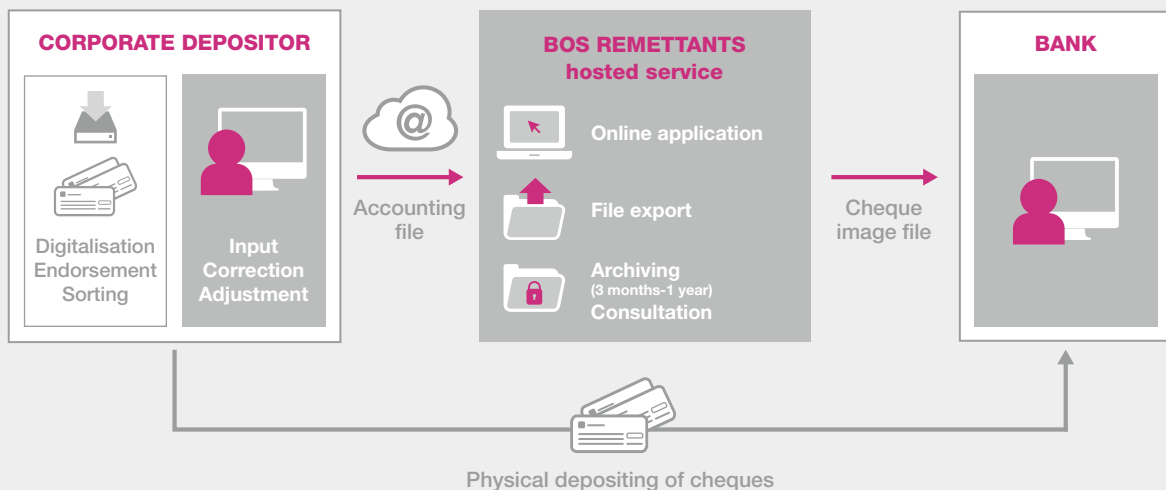 CORPORATE DEPOSITOR
Digitalisation
Endorsement
Sorting
Input
Correction
Adjustment
@
Accounting
file
BOS REMETTANTS
hosted service
Online application
File export
Archiving
(3 months-1 year)
Consultation
Cheque
image file
BANK
Physical depositing of cheques